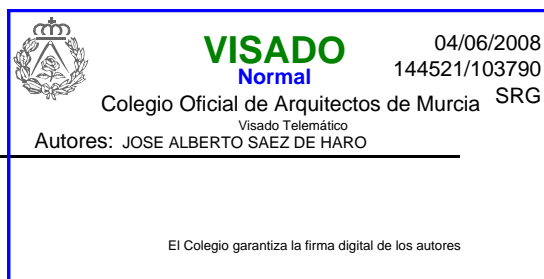 VISADO
04/06/2008
Normal
144521/103790
Colegio Oficial de Arquitectos de Murcia
SRG
Visado Telemático
Autores: JOSE ALBERTO SAEZ DE HARO
El Colegio garantiza la firma digital de los autores